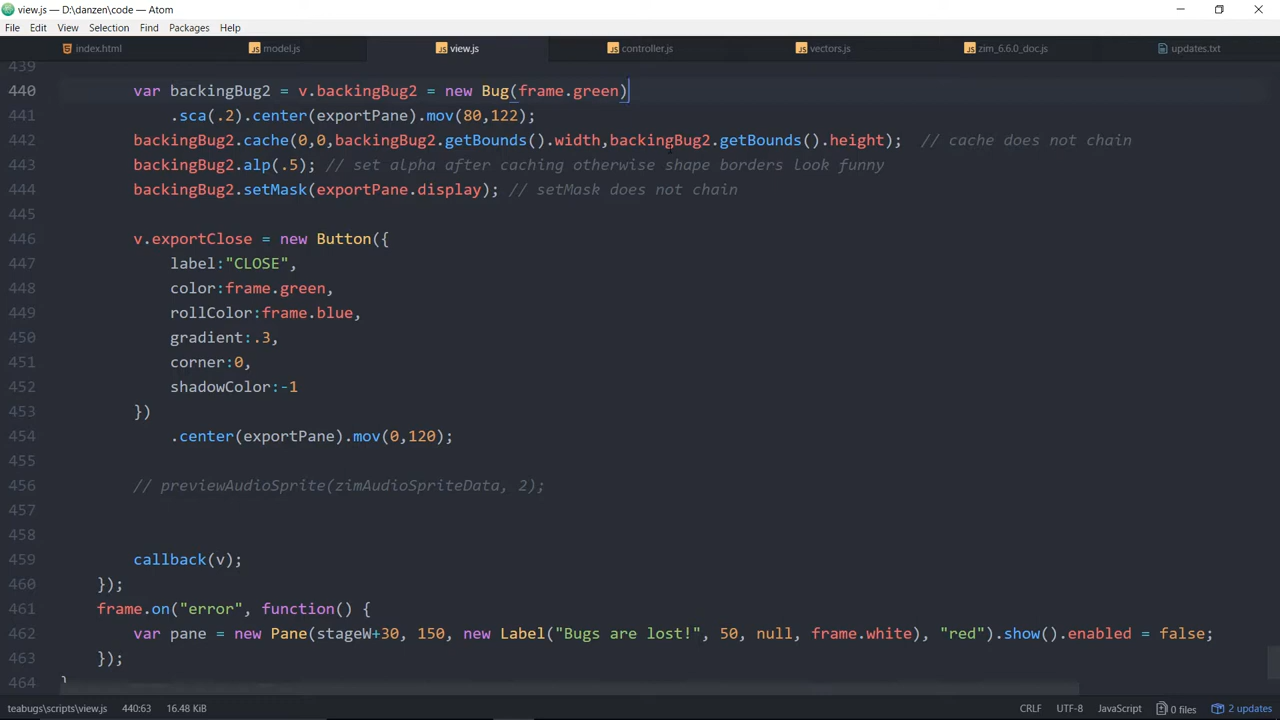 view.js — D:\danzen\code — Atom
File Edit View Selection Find Packages Help
index.html model.js view.js controller.js vectors.js zim_6.6.0_doc.js updates.txt
439
440 var backingBug2 = v.backingBug2 = new Bug(frame.green)
441 .sca(.2).center(exportPane).mov(80,122);
442 backingBug2.cache(0,0,backingBug2.getBounds().width,backingBug2.getBounds().height); // cache does not chain
443 backingBug2.alp(.5); // set alpha after caching otherwise shape borders look funny
444 backingBug2.setMask(exportPane.display); // setMask does not chain
445
446 v.exportClose = new Button({
447 label:"CLOSE",
448 color:frame.green,
449 rollColor:frame.blue,
450 gradient:.3,
451 corner:0,
452 shadowColor:-1
453 })
454 .center(exportPane).mov(0,120);
455
456 // previewAudioSprite(zimAudioSpriteData, 2);
457
458
459 callback(v);
460 });
461 frame.on("error", function() {
462 var pane = new Pane(stageW+30, 150, new Label("Bugs are lost!", 50, null, frame.white), "red").show().enabled = false;
463 });
464 }
teabugs\scripts\view.js 440:63 16.48 KiB CRLF UTF-8 JavaScript 0 files 2 updates